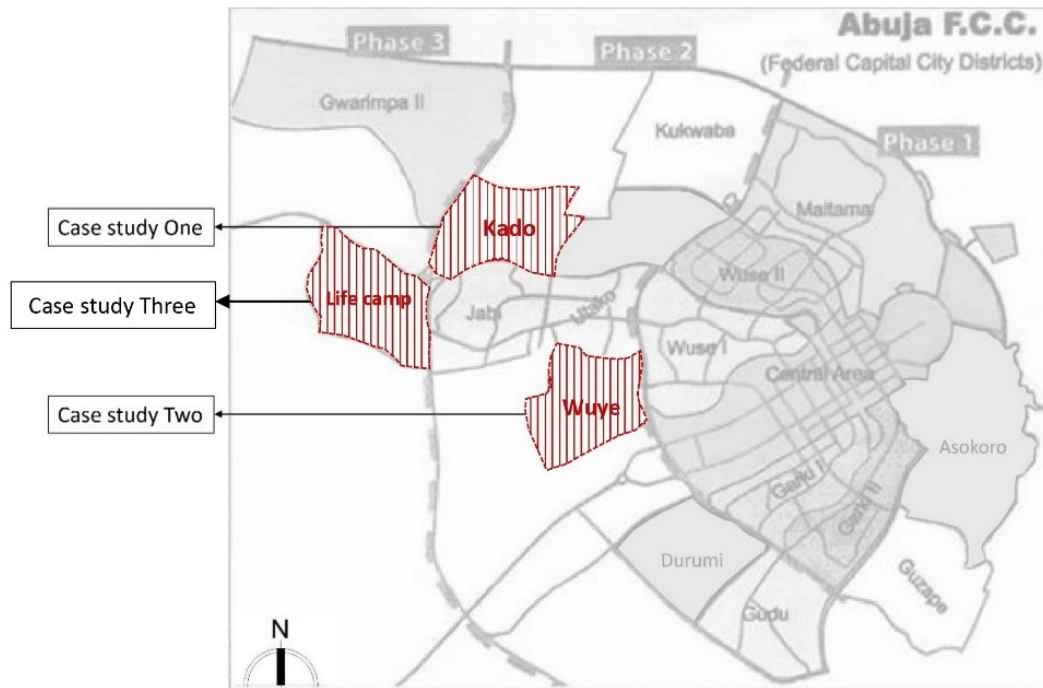 Abuja F.C.C.
(Federal Capital City Districts)
Phase 3
Phase 2
Phase 1
Gwarimpa II
Kukwaba
Maitama
Case study One
Kado
Wuse II
Case study Three
Life camp
Jabi
Utako
Wuse I
Central Area
Case study Two
Wuye
Asokoro
Garki I
Garki II
Durumi
Guzape
Gudu
N